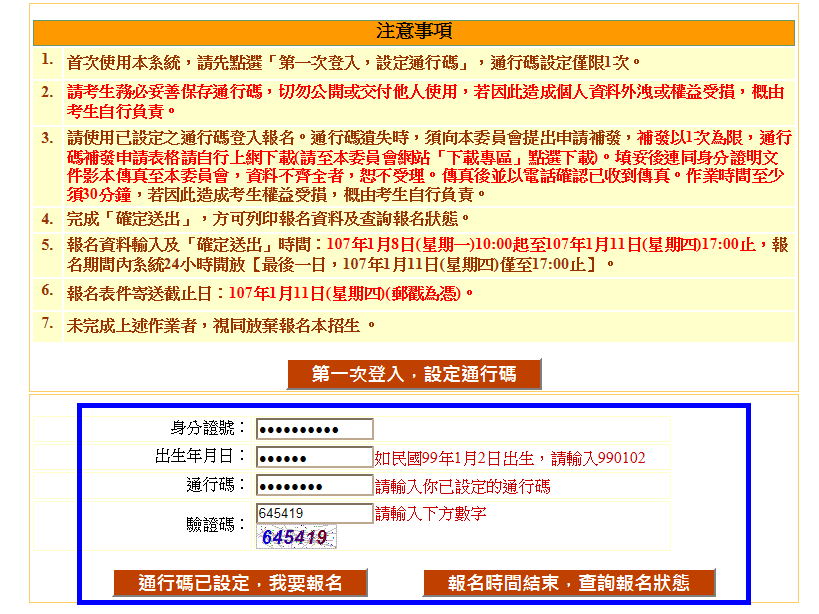 注意事項
1. 首次使用本系統，請先點選「第一次登入，設定通行碼」，通行碼設定僅限1次。
2. 請考生務必妥善保存通行碼，切勿公開或交付他人使用，若因此造成個人資料外洩或權益受損，概由
考生自行負責。
3. 請使用已設定之通行碼登入報名。通行碼遺失時，須向本委員會提出申請補發，補發以1次為限，通行
碼補發申請表格請自行上網下載(請至本委員會網站「下載專區」點選下載)。填妥後連同身分證明文
件影本傳真至本委員會，資料不齊全者，恕不受理。傳真後並以電話確認已收到傳真。作業時間至少
須30分鐘，若因此造成考生權益受損，概由考生自行負責。
4. 完成「確定送出」，方可列印報名資料及查詢報名狀態。
5. 報名資料輸入及「確定送出」時間：107年1月8日(星期一)10:00起至107年1月11日(星期四)17:00止，報
名期間內系統24小時開放【最後一日，107年1月11日(星期四)僅至17:00止】。
6. 報名表件寄送截止日：107年1月11日(星期四)(郵戳為憑)。
7. 未完成上述作業者，視同放棄報名本招生 。
第一次登入，設定通行碼
身分證號： ●●●●●●●●●●
出生年月日： ●●●●●● 如民國99年1月2日出生，請輸入990102
通行碼： ●●●●●●●● 請輸入你已設定的通行碼
驗證碼： 645419 請輸入下方數字
645419
通行碼已設定，我要報名 報名時間結束，查詢報名狀態